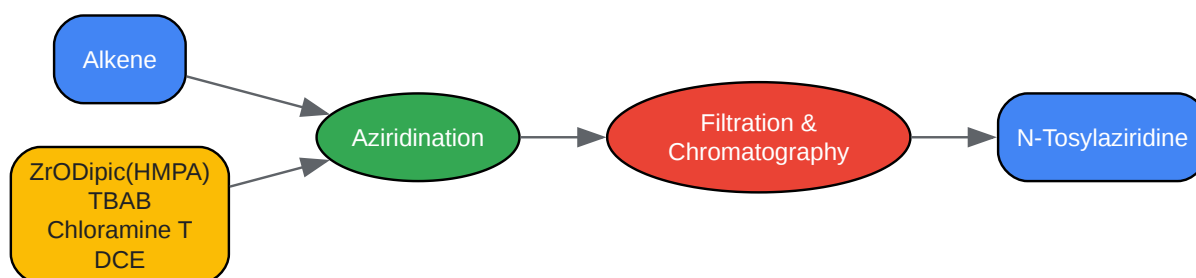 Alkene
ZrODipic(HMPA)
TBAB
Chloramine T
DCE
Aziridination
Filtration &
Chromatography
N-Tosylaziridine